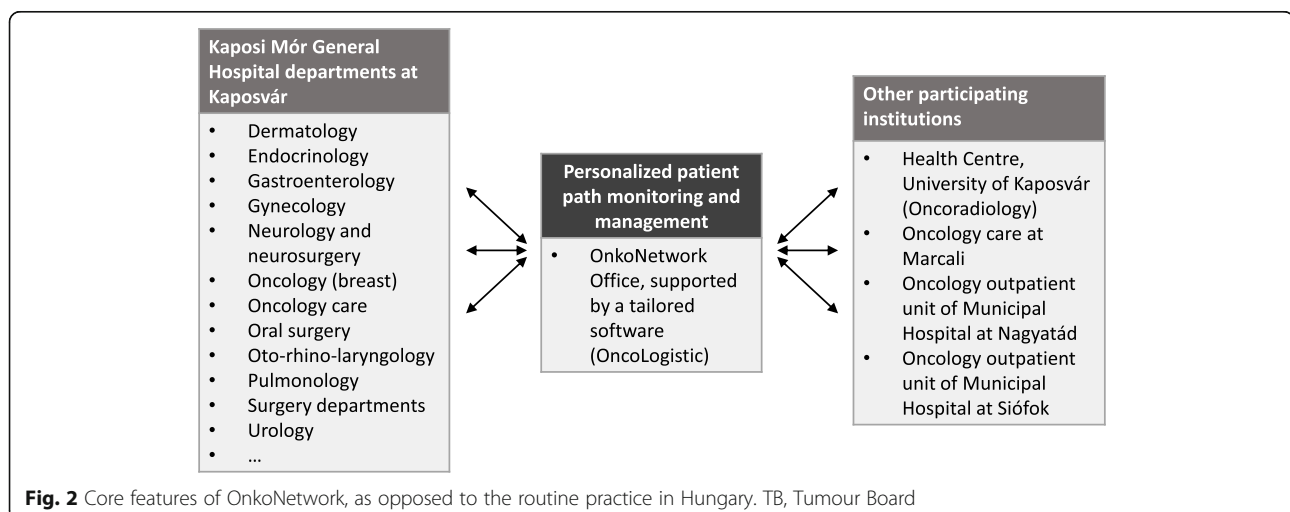 Kaposi Mór General
Hospital departments at
Kaposvár
• Dermatology
• Endocrinology
• Gastroenterology
• Gynecology
• Neurology and
neurosurgery
• Oncology (breast)
• Oncology care
• Oral surgery
• Oto-rhino-laryngology
• Pulmonology
• Surgery departments
• Urology
• ...
Personalized patient
path monitoring and
management
• OnkoNetwork
Office, supported
by a tailored
software
(OncoLogistic)
Other participating
institutions
• Health Centre,
University of Kaposvár
(Oncoradiology)
• Oncology care at
Marcali
• Oncology outpatient
unit of Municipal
Hospital at Nagyatád
• Oncology outpatient
unit of Municipal
Hospital at Siófok
Fig. 2 Core features of OnkoNetwork, as opposed to the routine practice in Hungary. TB, Tumour Board